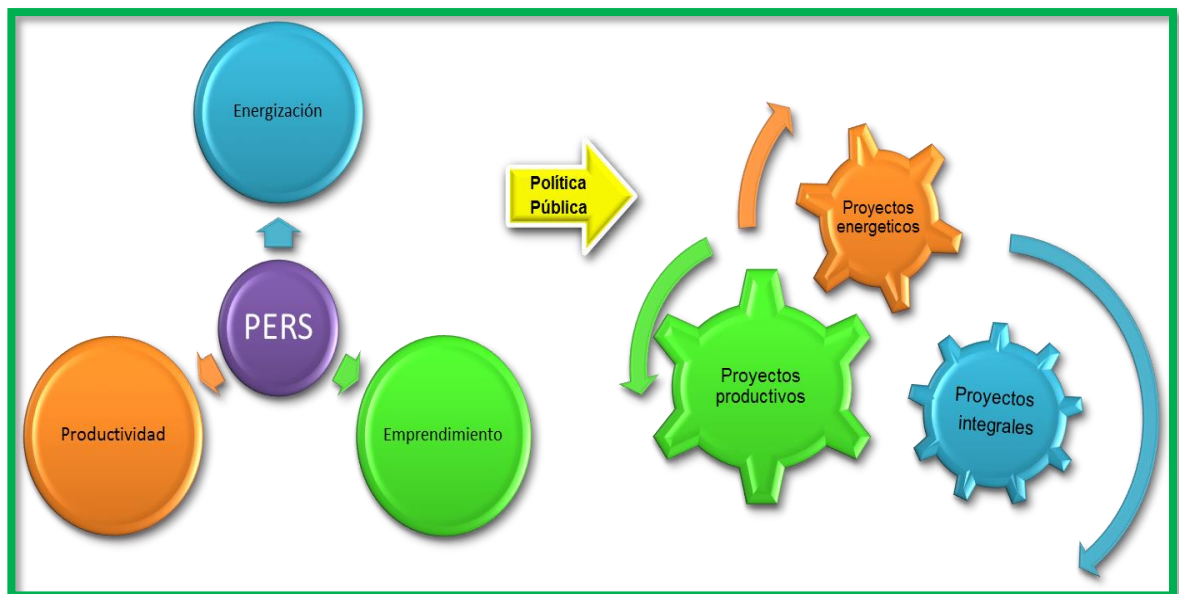 Energización
PERS
Productividad
Emprendimiento
Política
Pública
Proyectos
energeticos
Proyectos
productivos
Proyectos
integrales